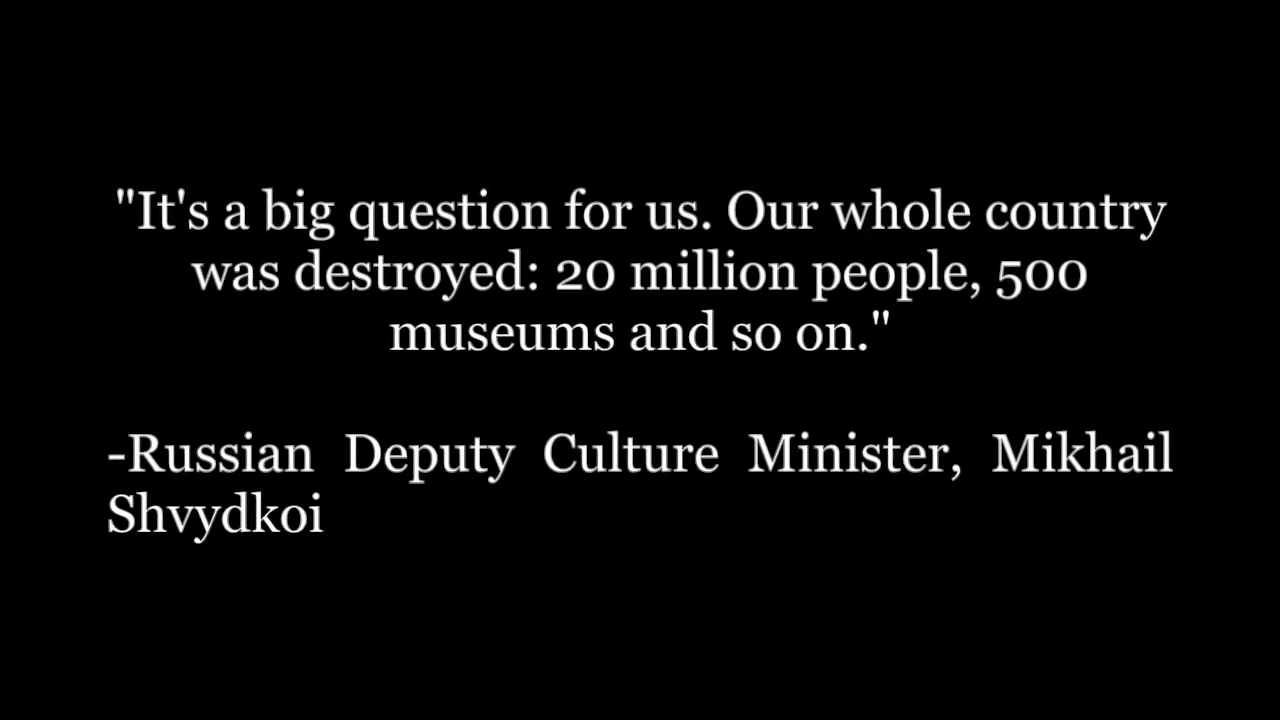 "It's a big question for us. Our whole country
was destroyed: 20 million people, 500
museums and so on."
-Russian Deputy Culture Minister, Mikhail
Shvydkoi